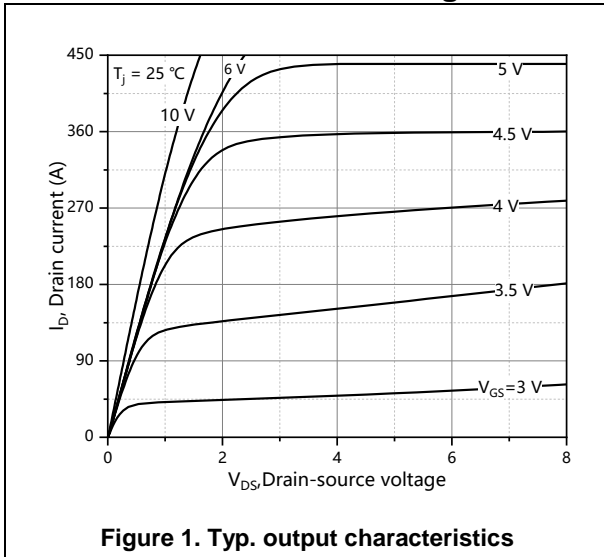 450
360
270
180
90
0
I_D, Drain current (A)
T_j = 25 ℃
10 V
6 V
5 V
4.5 V
4 V
3.5 V
V_GS=3 V
0
2
4
6
8
V_DS,Drain-source voltage
Figure 1. Typ. output characteristics